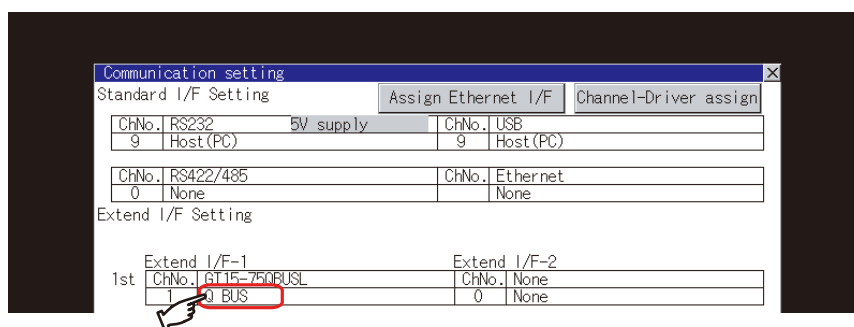 Communication setting ×
Standard I/F Setting Assign Ethernet I/F Channel-Driver assign
ChNo. RS232 5V supply ChNo. USB
9 Host(PC) 9 Host(PC)
ChNo. RS422/485 ChNo. Ethernet
0 None None
Extend I/F Setting
Extend I/F-1 Extend I/F-2
1st ChNo. GT15-75QBUSL ChNo. None
1 Q BUS 0 None